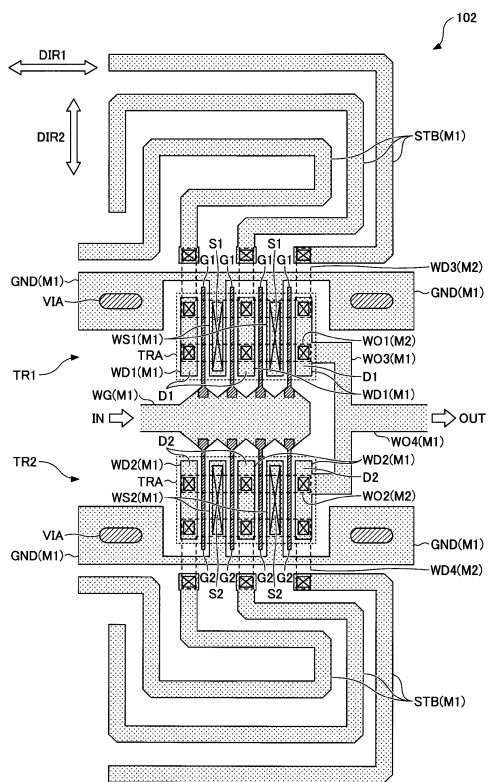 102
DIR1
DIR2
STB(M1)
S1 S1
G1 G1 G1 G1
GND(M1) WD3(M2)
VIA GND(M1)
WS1(M1) WO1(M2)
TRA WO3(M1)
TR1 WD1(M1) D1
D1 WD1(M1)
WG(M1)
IN OUT
D2 WO4(M1)
TR2 WD2(M1) WD2(M1)
TRA D2
WS2(M1) WO2(M2)
VIA
GND(M1) GND(M1)
G2 G2 G2 G2 WD4(M2)
S2 S2
STB(M1)